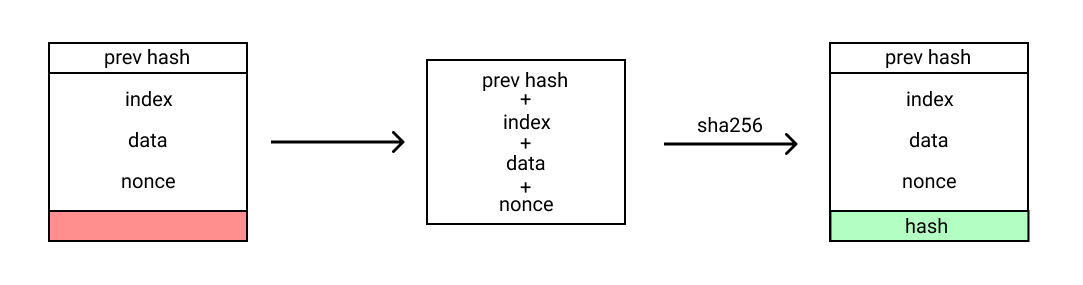 prev hash
index
data
nonce
prev hash
+
index
+
data
+
nonce
sha256
prev hash
index
data
nonce
hash